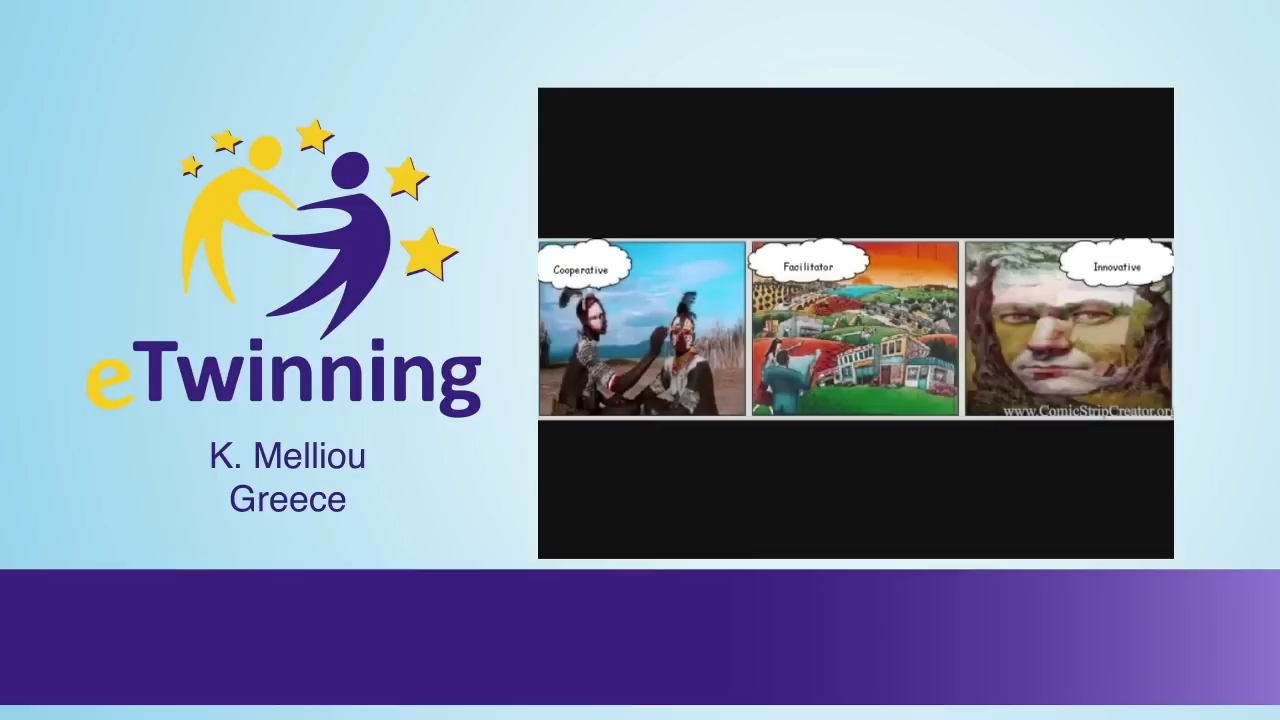 eTwinning
K. Melliou
Greece
Cooperative
Facilitator
Innovative
www.ComicStripCreator.org